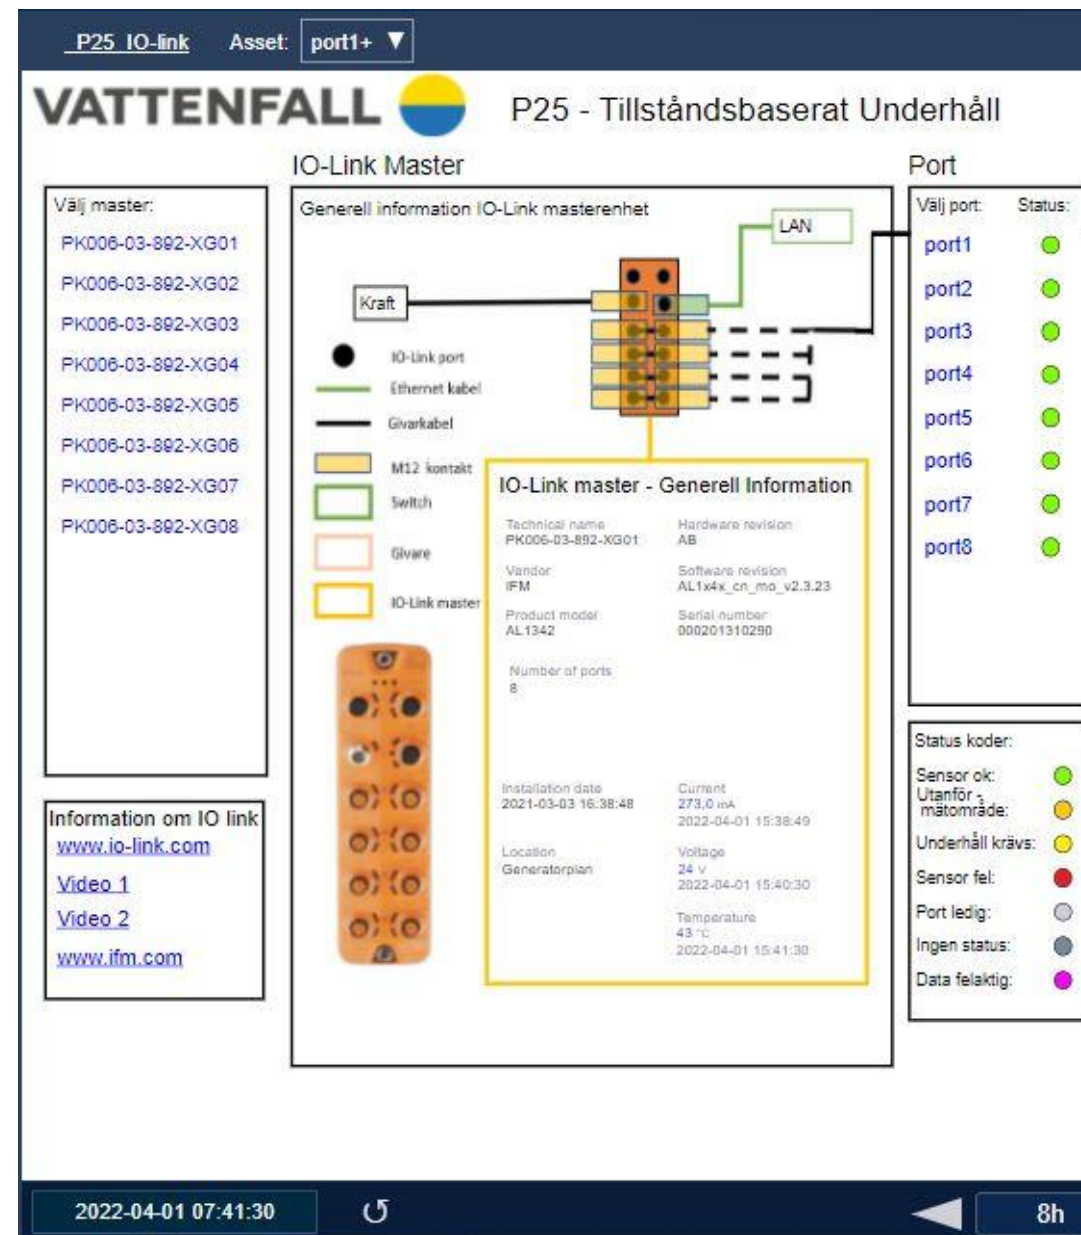 P25 IO-link Asset: port1+ ▼
VATTENFALL
P25 - Tillståndsbaserat Underhåll
IO-Link Master
Port
Välj master:
PK006-03-892-XG01
PK006-03-892-XG02
PK006-03-892-XG03
PK006-03-892-XG04
PK006-03-892-XG05
PK006-03-892-XG06
PK006-03-892-XG07
PK006-03-892-XG08
Information om IO link
www.io-link.com
Video 1
Video 2
www.ifm.com
Generell information IO-Link masterenhet
LAN
Kraft
IO-Link port
Ethernet kabel
Givarkabel
M12 kontakt
Switch
Givare
IO-Link master
IO-Link master - Generell Information
Technical name
PK006-03-892-XG01
Hardware revision
AB
Vendor
IFM
Software revision
AL1x4x_cn_mo_v2.3.23
Product model
AL1342
Serial number
000201310290
Number of ports
8
Installation date
2021-03-03 16:38:48
Current
273,0 mA
2022-04-01 15:38:49
Location
Generatorplan
Voltage
24 V
2022-04-01 15:40:30
Temperature
43 °C
2022-04-01 15:41:30
Välj port: Status:
port1
port2
port3
port4
port5
port6
port7
port8
Status koder:
Sensor ok:
Utanför -
mätområde:
Underhåll krävs:
Sensor fel:
Port ledig:
Ingen status:
Data felaktig:
2022-04-01 07:41:30
8h